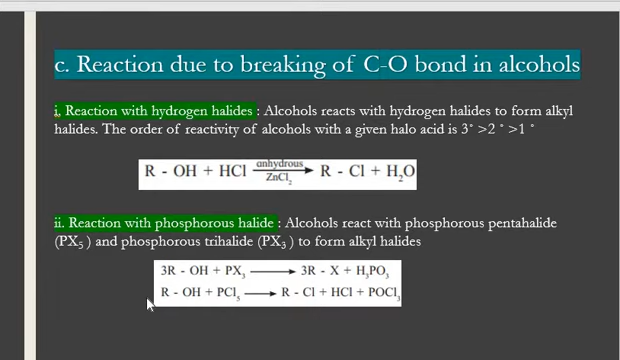 c. Reaction due to breaking of C-O bond in alcohols
i, Reaction with hydrogen halides : Alcohols reacts with hydrogen halides to form alkyl
halides. The order of reactivity of alcohols with a given halo acid is 3° >2° >1°
R - OH + HCl anhydrous ZnCl₂ → R - Cl + H₂O
ii. Reaction with phosphorous halide : Alcohols react with phosphorous pentahalide
(PX₅ ) and phosphorous trihalide (PX₃ ) to form alkyl halides
3R - OH + PX₃ → 3R - X + H₃PO₃
R - OH + PCl₅ → R - Cl + HCl + POCl₃